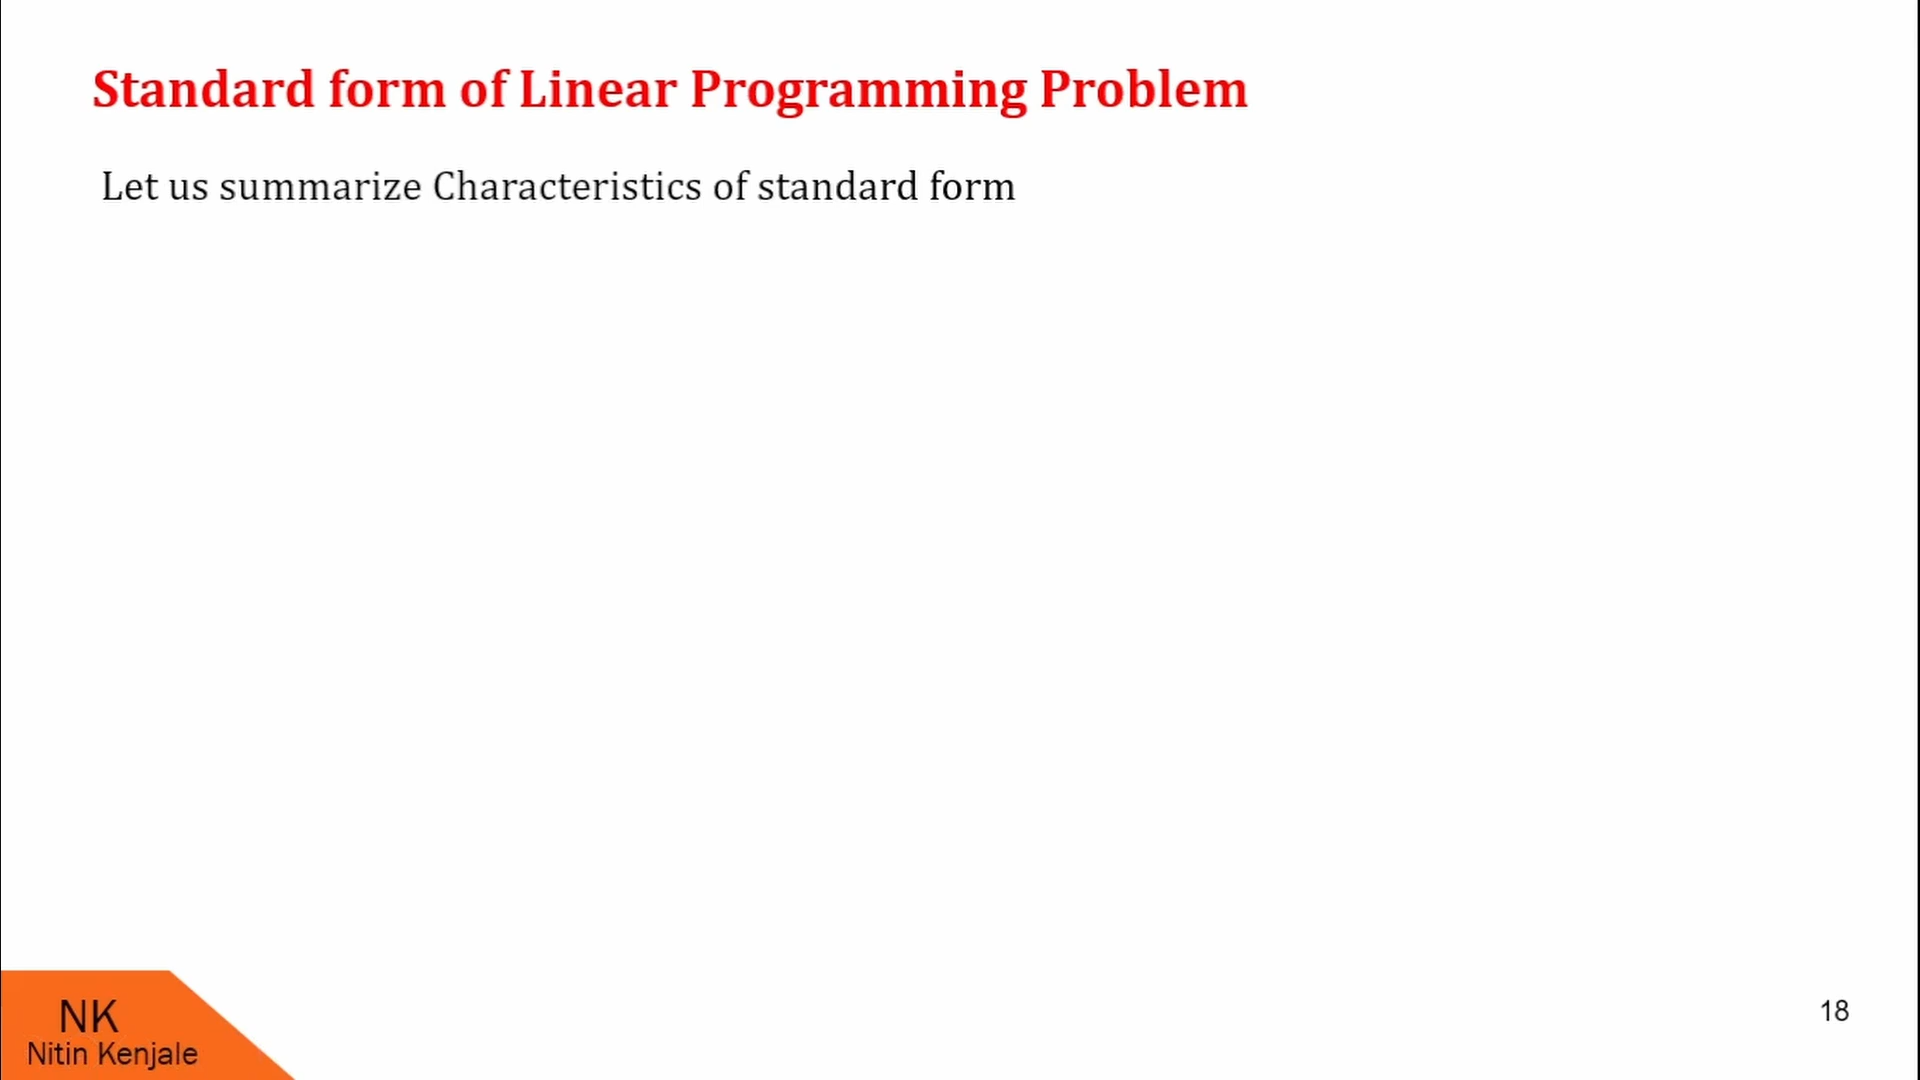 Standard form of Linear Programming Problem
Let us summarize Characteristics of standard form
NK
Nitin Kenjale
18